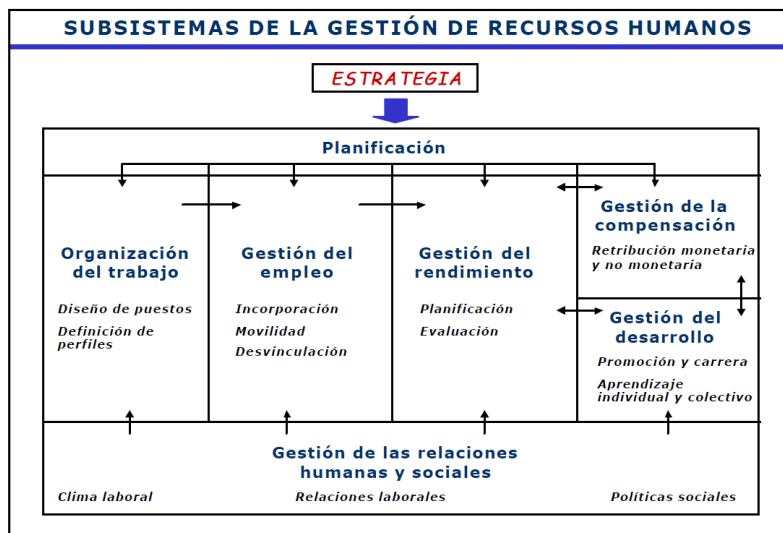 SUBSISTEMAS DE LA GESTIÓN DE RECURSOS HUMANOS
ESTRATEGIA
Planificación
Organización
del trabajo
Diseño de puestos
Definición de
perfiles
Gestión del
empleo
Incorporación
Movilidad
Desvinculación
Gestión del
rendimiento
Planificación
Evaluación
Gestión de la
compensación
Retribución monetaria
y no monetaria
Gestión del
desarrollo
Promoción y carrera
Aprendizaje
individual y colectivo
Gestión de las relaciones
humanas y sociales
Clima laboral
Relaciones laborales
Políticas sociales